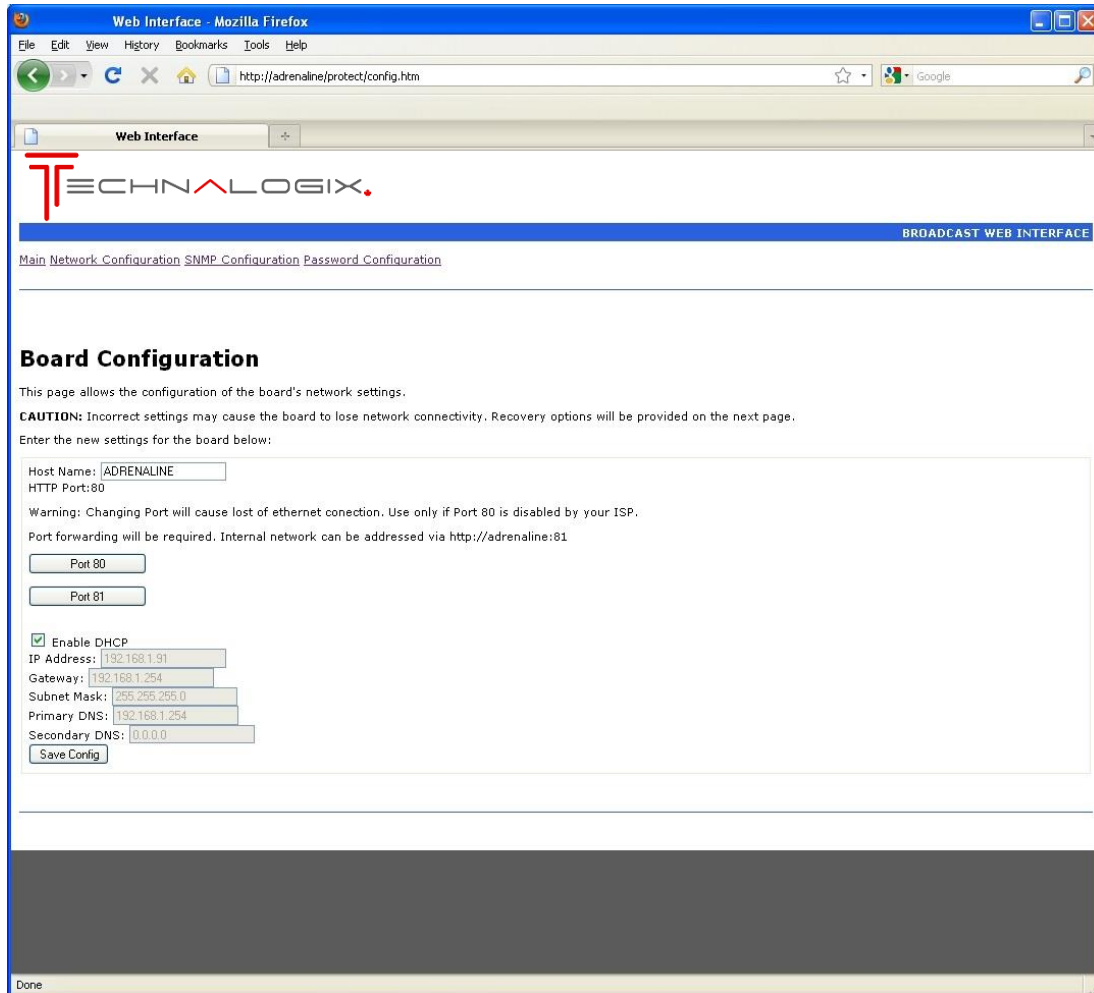 Web Interface - Mozilla Firefox
File Edit View History Bookmarks Tools Help
http://adrenaline/protect/config.htm
Google
Web Interface
TECHNALOGIX.
BROADCAST WEB INTERFACE
Main Network Configuration SNMP Configuration Password Configuration
Board Configuration
This page allows the configuration of the board's network settings.
CAUTION: Incorrect settings may cause the board to lose network connectivity. Recovery options will be provided on the next page.
Enter the new settings for the board below:
Host Name: ADRENALINE
HTTP Port:80
Warning: Changing Port will cause lost of ethernet conection. Use only if Port 80 is disabled by your ISP.
Port forwarding will be required. Internal network can be addressed via http://adrenaline:81
Port 80
Port 81
Enable DHCP
IP Address: 192.168.1.91
Gateway: 192.168.1.254
Subnet Mask: 255.255.255.0
Primary DNS: 192.168.1.254
Secondary DNS: 0.0.0.0
Save Config
Done